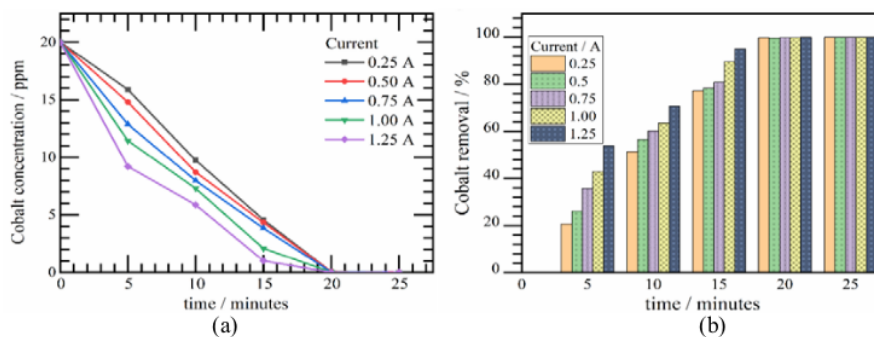 20
15
10
5
0
Cobalt concentration / ppm
Current
0.25 A
0.50 A
0.75 A
1.00 A
1.25 A
0 5 10 15 20 25
time / minutes
(a)
100
80
60
40
20
0
Cobalt removal / %
Current / A
0.25
0.5
0.75
1.00
1.25
0 5 10 15 20 25
time / minutes
(b)